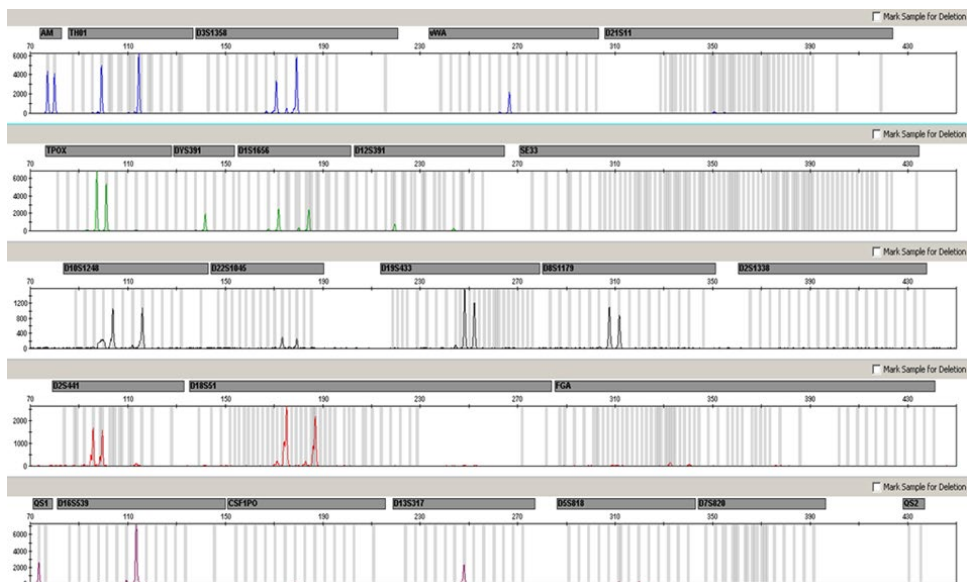 Mark Sample for Deletion
AM TH01 D3S1358 vWA D21S11
70 110 150 190 230 270 310 350 390 430
6000
4000
2000
0
Mark Sample for Deletion
TPOX DYS391 D1S1656 D12S391 SE33
70 110 150 190 230 270 310 350 390 430
6000
4000
2000
0
Mark Sample for Deletion
D10S1248 D22S1045 D19S433 D8S1179 D2S1338
70 110 150 190 230 270 310 350 390 430
1200
800
400
0
Mark Sample for Deletion
D2S441 D18S51 FGA
70 110 150 190 230 270 310 350 390 430
2000
1000
0
Mark Sample for Deletion
QS1 D16S539 CSF1PO D13S317 D5S818 D7S820 QS2
70 110 150 190 230 270 310 350 390 430
6000
4000
2000
0